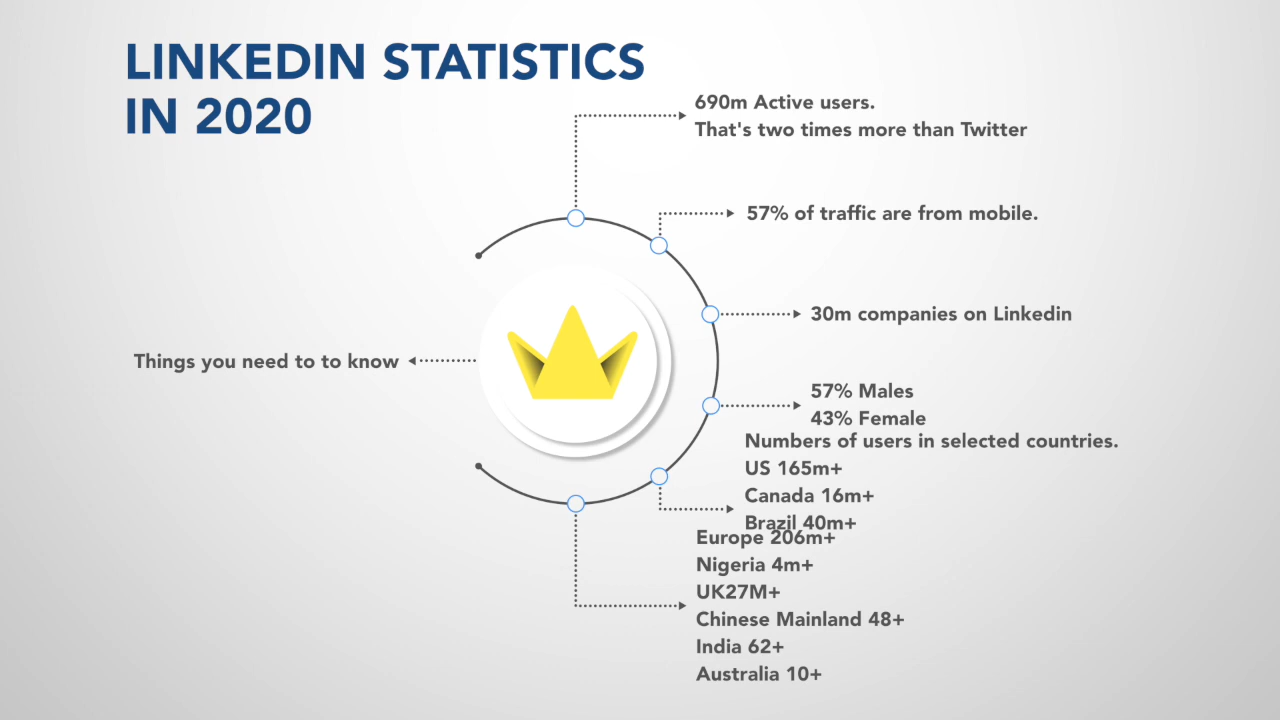 LINKEDIN STATISTICS
IN 2020
690m Active users.
That's two times more than Twitter
57% of traffic are from mobile.
30m companies on Linkedin
Things you need to to know
57% Males
43% Female
Numbers of users in selected countries.
US 165m+
Canada 16m+
Brazil 40m+
Europe 206m+
Nigeria 4m+
UK27M+
Chinese Mainland 48+
India 62+
Australia 10+